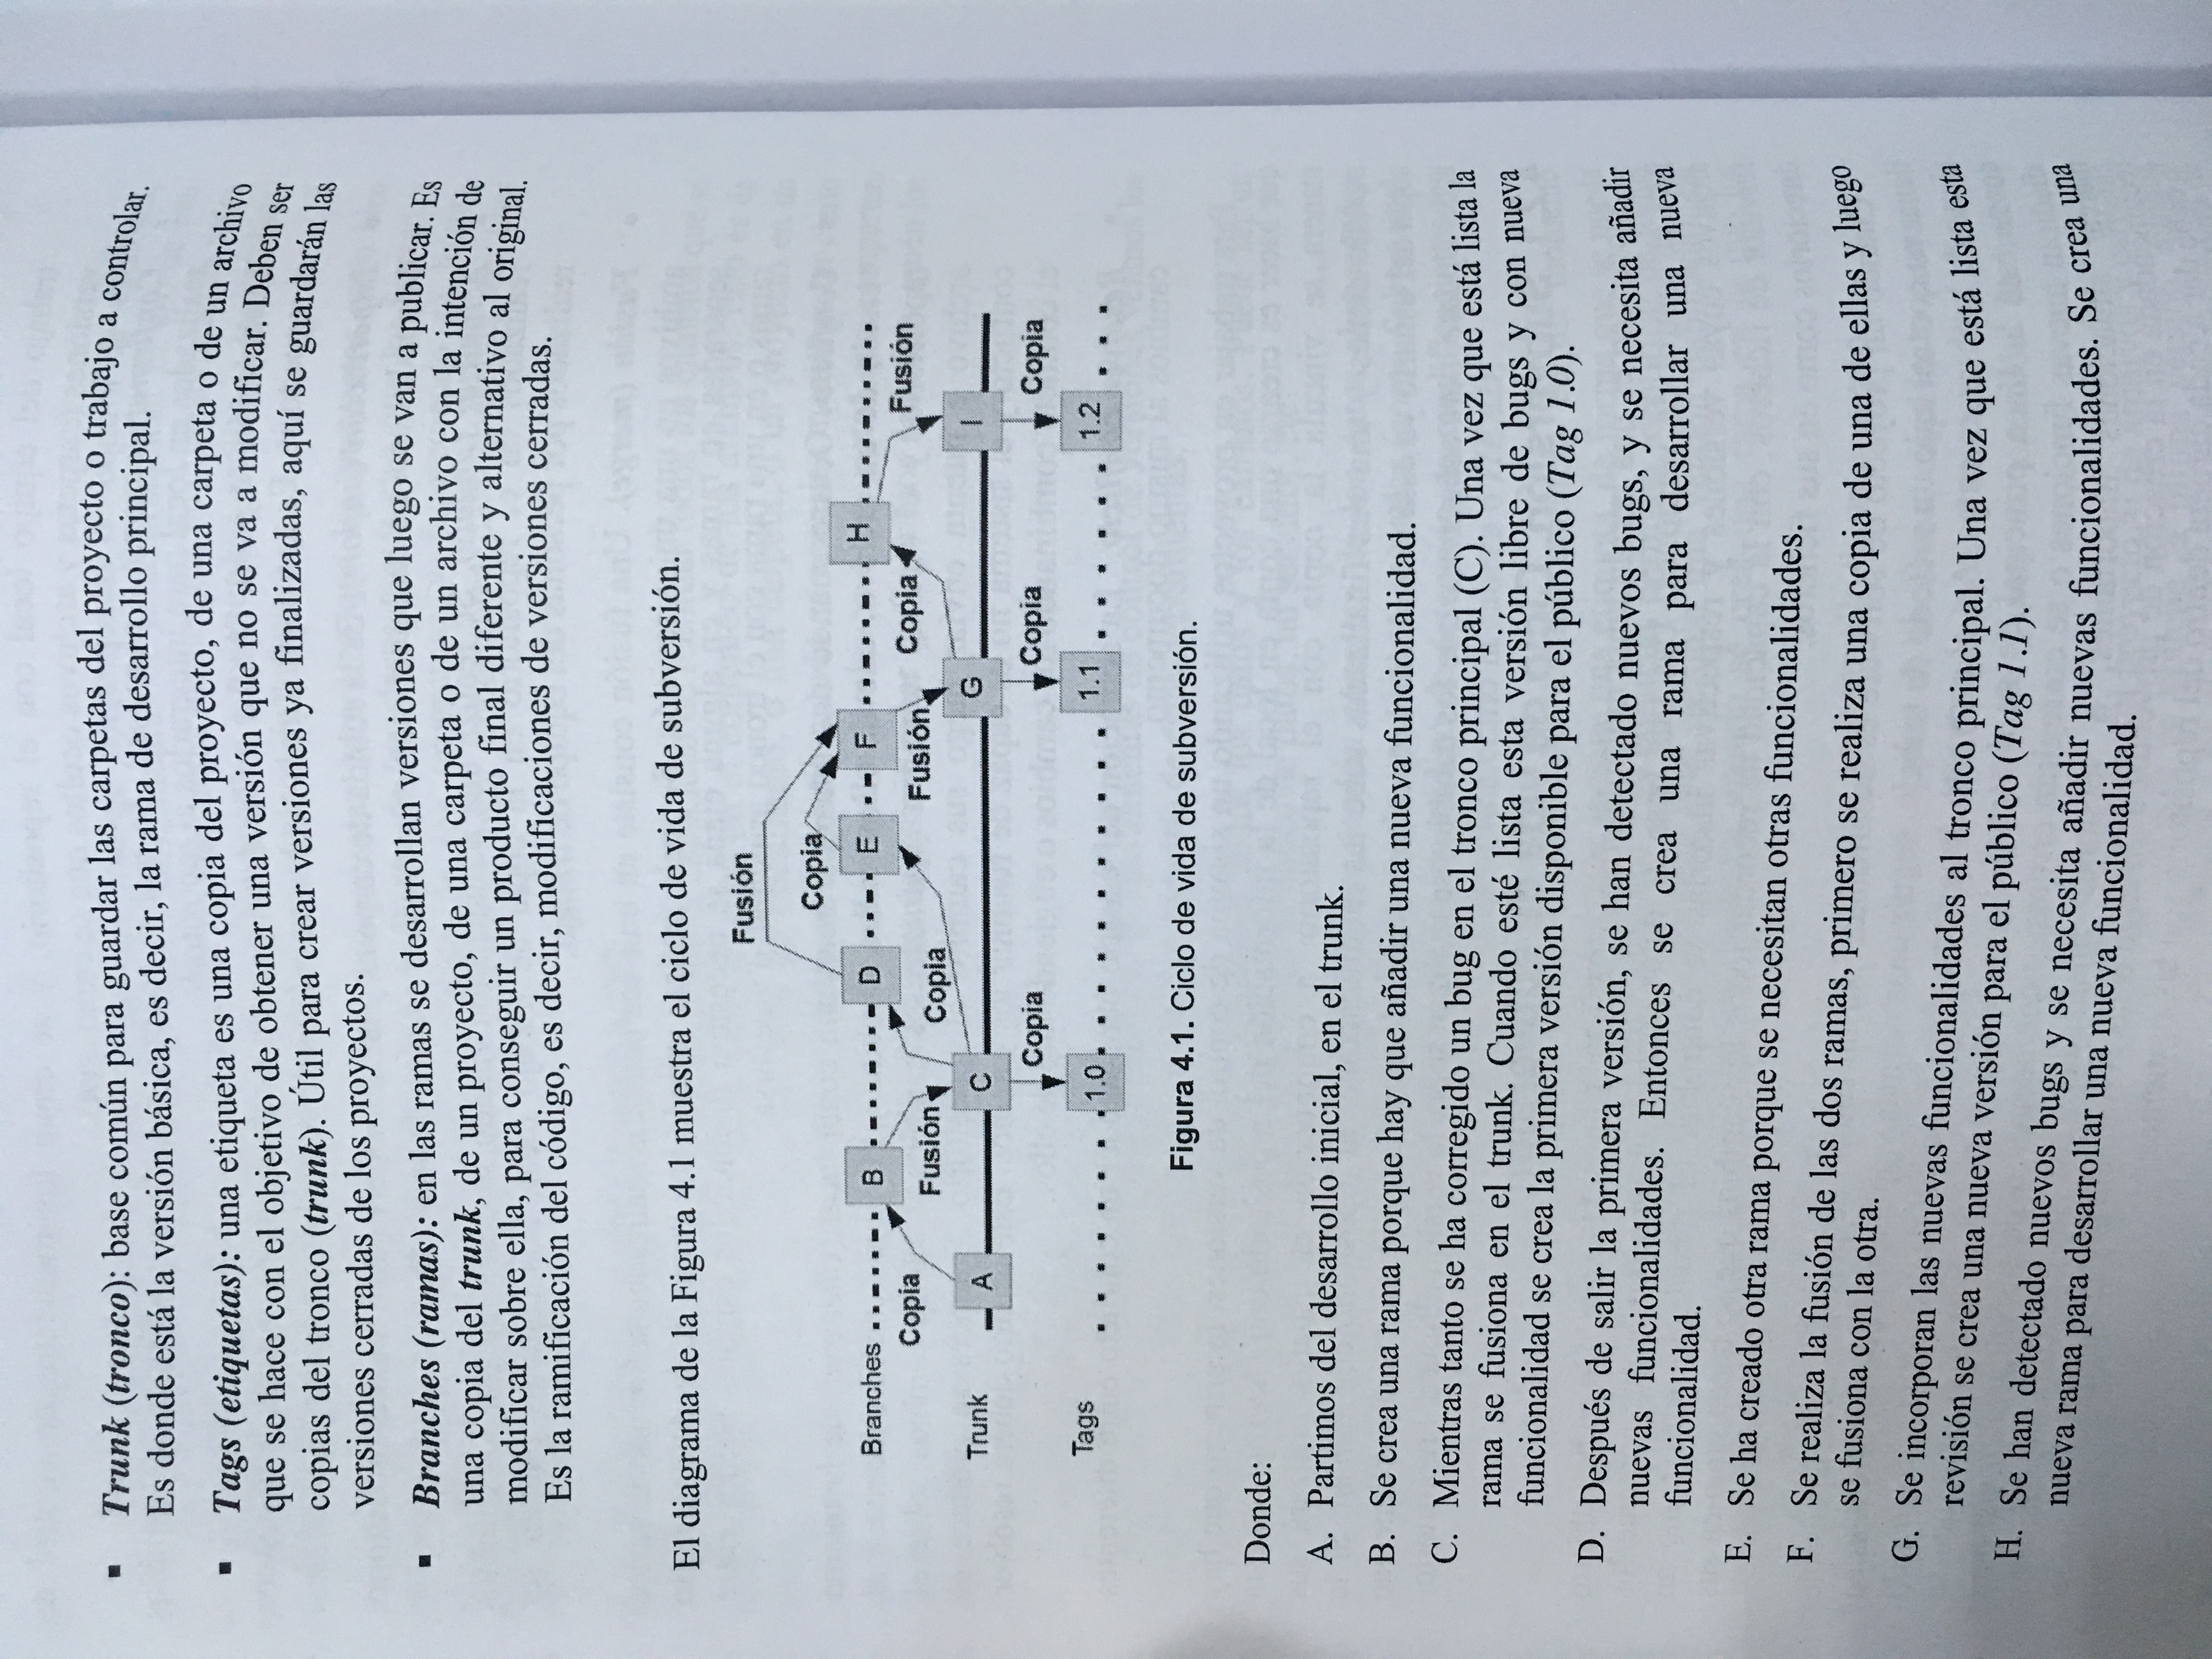 ▪ Trunk (tronco): base común para guardar las carpetas del proyecto o trabajo a controlar.
Es donde está la versión básica, es decir, la rama de desarrollo principal.
▪ Tags (etiquetas): una etiqueta es una copia del proyecto, de una carpeta o de un archivo
que se hace con el objetivo de obtener una versión que no se va a modificar. Deben ser
copias del tronco (trunk). Útil para crear versiones ya finalizadas, aquí se guardarán las
versiones cerradas de los proyectos.
▪ Branches (ramas): en las ramas se desarrollan versiones que luego se van a publicar. Es
una copia del trunk, de un proyecto, de una carpeta o de un archivo con la intención de
modificar sobre ella, para conseguir un producto final diferente y alternativo al original.
Es la ramificación del código, es decir, modificaciones de versiones cerradas.
El diagrama de la Figura 4.1 muestra el ciclo de vida de subversión.
Fusión
Copia
Branches B D E F H
Copia Fusión Copia Fusión Copia Fusión
Trunk A C G I
Copia Copia Copia
Tags 1.0 1.1 1.2
Figura 4.1. Ciclo de vida de subversión.
Donde:
A. Partimos del desarrollo inicial, en el trunk.
B. Se crea una rama porque hay que añadir una nueva funcionalidad.
C. Mientras tanto se ha corregido un bug en el tronco principal (C). Una vez que está lista la
rama se fusiona en el trunk. Cuando esté lista esta versión libre de bugs y con nueva
funcionalidad se crea la primera versión disponible para el público (Tag 1.0).
D. Después de salir la primera versión, se han detectado nuevos bugs, y se necesita añadir
nuevas funcionalidades. Entonces se crea una rama para desarrollar una nueva
funcionalidad.
E. Se ha creado otra rama porque se necesitan otras funcionalidades.
F. Se realiza la fusión de las dos ramas, primero se realiza una copia de una de ellas y luego
se fusiona con la otra.
G. Se incorporan las nuevas funcionalidades al tronco principal. Una vez que está lista esta
revisión se crea una nueva versión para el público (Tag 1.1).
H. Se han detectado nuevos bugs y se necesita añadir nuevas funcionalidades. Se crea una
nueva rama para desarrollar una nueva funcionalidad.